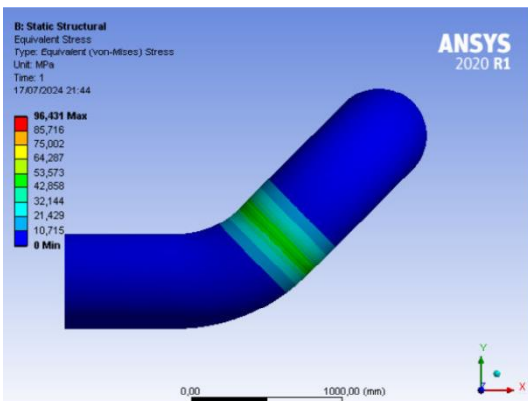 B: Static Structural
Equivalent Stress
Type: Equivalent (von-Mises) Stress
Unit: MPa
Time: 1
17/07/2024 21:44
96,431 Max
85,716
75,002
64,287
53,573
42,858
32,144
21,429
10,715
0 Min
ANSYS
2020 R1
0,00
1000,00 (mm)
Y
Z
X